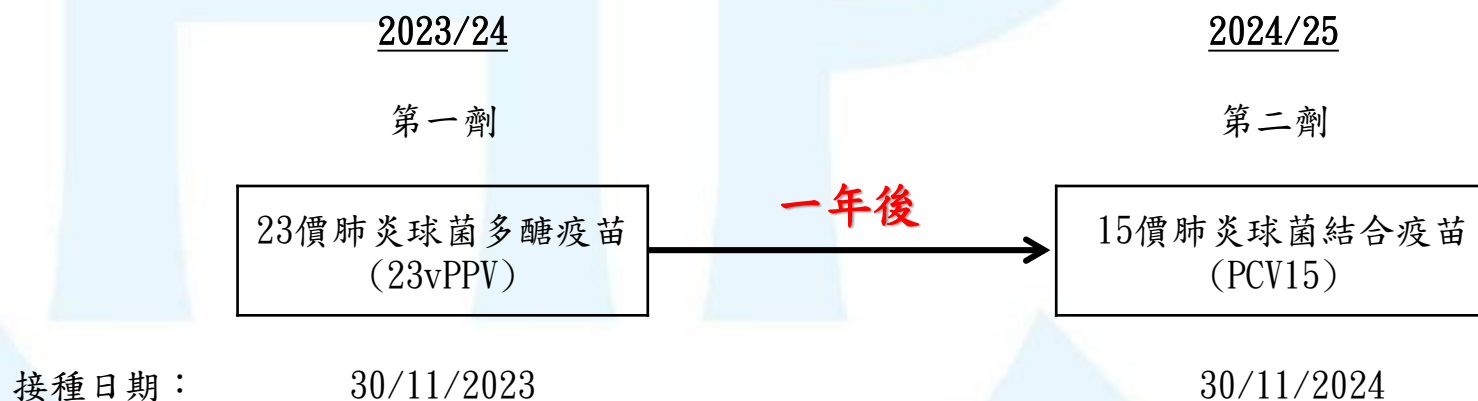 2023/24 2024/25
第一劑 第二劑
一年後
23價肺炎球菌多醣疫苗 15價肺炎球菌結合疫苗
(23vPPV) (PCV15)
接種日期： 30/11/2023 30/11/2024